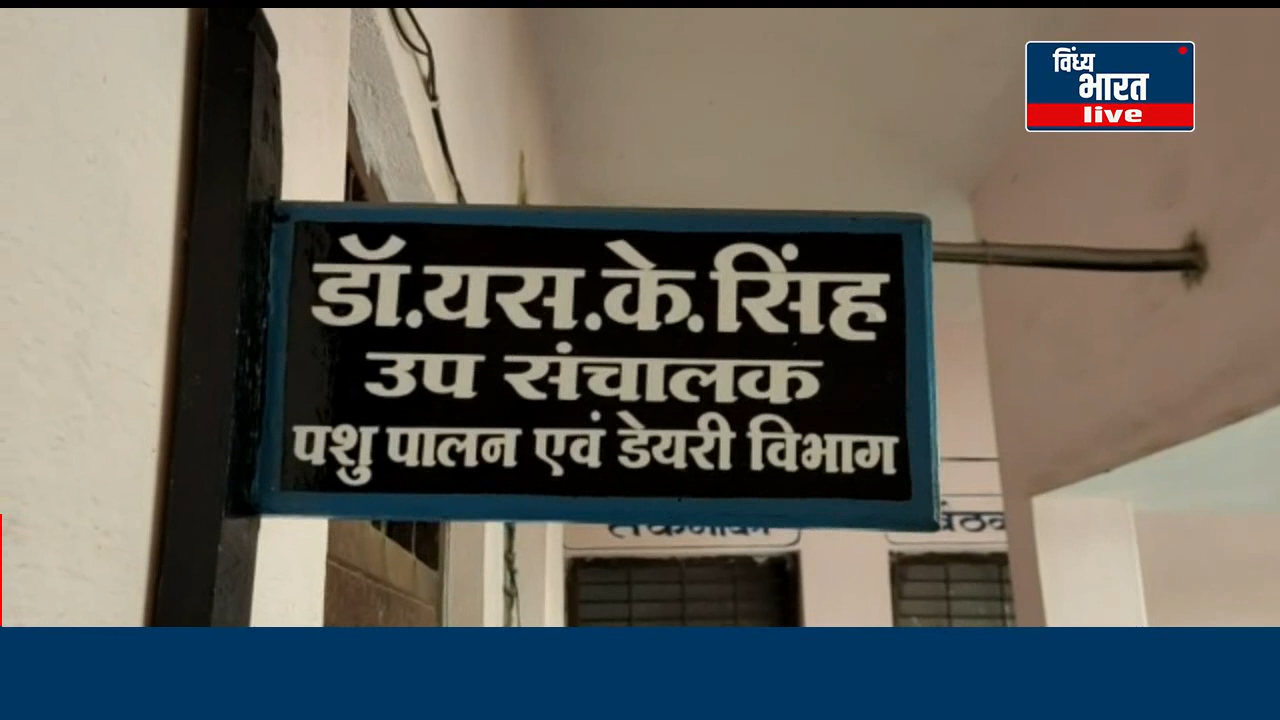 विंध्य
भारत
live
डॉ.यस.के.सिंह
उप संचालक
पशु पालन एवं डेयरी विभाग